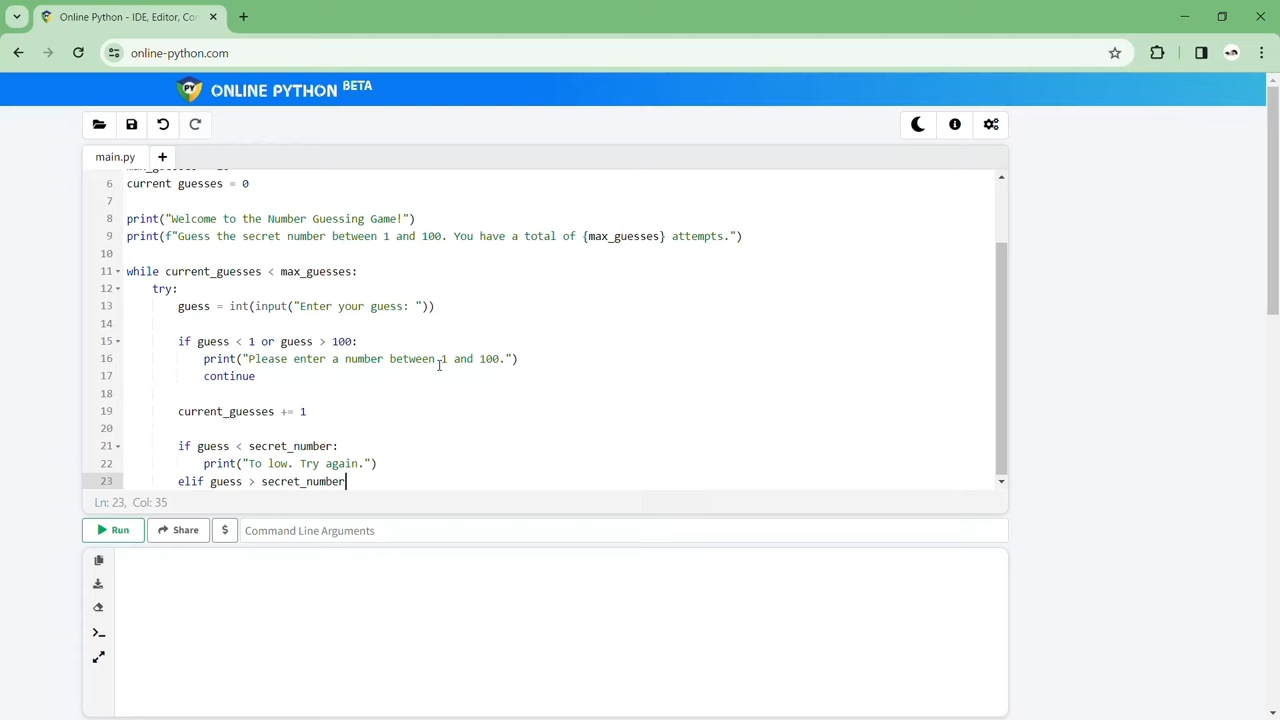 Online Python - IDE, Editor, Co
online-python.com
PY ONLINE PYTHON BETA
main.py
6 current guesses = 0
7
8 print("Welcome to the Number Guessing Game!")
9 print(f"Guess the secret number between 1 and 100. You have a total of {max_guesses} attempts.")
10
11 while current_guesses < max_guesses:
12 try:
13 guess = int(input("Enter your guess: "))
14
15 if guess < 1 or guess > 100:
16 print("Please enter a number between 1 and 100.")
17 continue
18
19 current_guesses += 1
20
21 if guess < secret_number:
22 print("To low. Try again.")
23 elif guess > secret_number
Ln: 23, Col: 35
Run Share $ Command Line Arguments